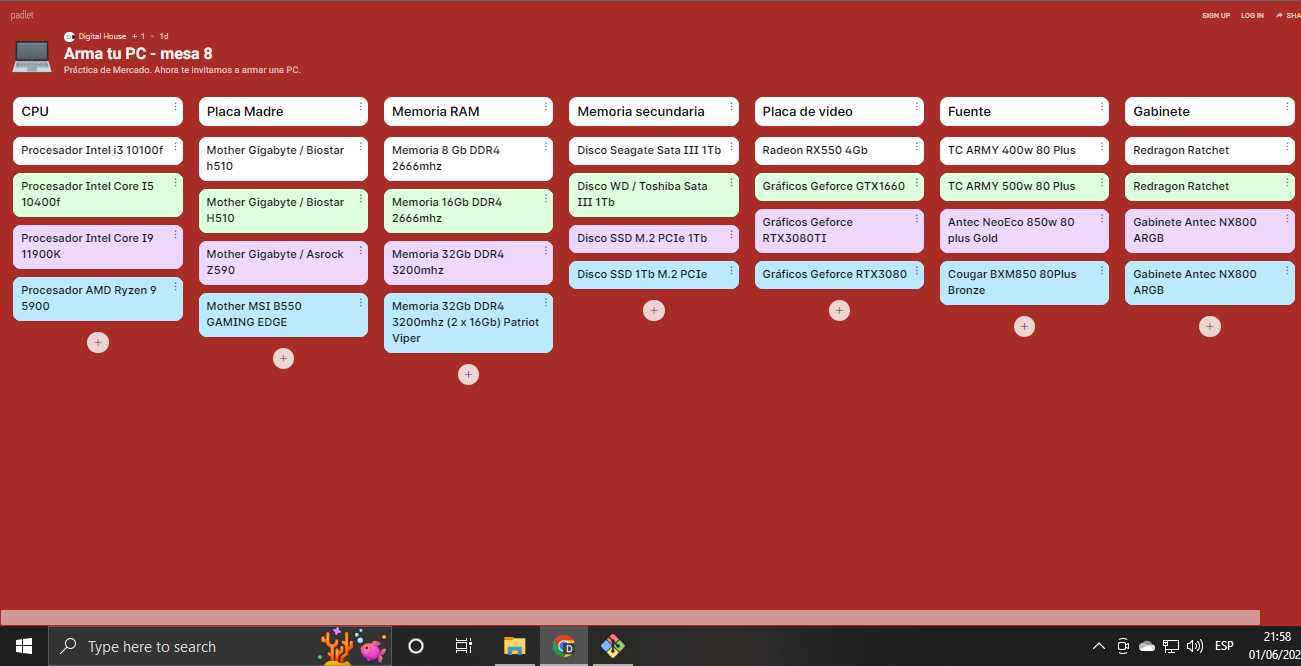 padlet
SIGN UP LOG IN SHA
Digital House + 1 • 1d
Arma tu PC - mesa 8
Práctica de Mercado. Ahora te invitamos a armar una PC.
CPU
Procesador Intel i3 10100f
Procesador Intel Core I5
10400f
Procesador Intel Core I9
11900K
Procesador AMD Ryzen 9
5900
Placa Madre
Mother Gigabyte / Biostar
h510
Mother Gigabyte / Biostar
H510
Mother Gigabyte / Asrock
Z590
Mother MSI B550
GAMING EDGE
Memoria RAM
Memoria 8 Gb DDR4
2666mhz
Memoria 16Gb DDR4
2666mhz
Memoria 32Gb DDR4
3200mhz
Memoria 32Gb DDR4
3200mhz (2 x 16Gb) Patriot
Viper
Memoria secundaria
Disco Seagate Sata III 1Tb
Disco WD / Toshiba Sata
III 1Tb
Disco SSD M.2 PCIe 1Tb
Disco SSD 1Tb M.2 PCIe
Placa de video
Radeon RX550 4Gb
Gráficos Geforce GTX1660
Gráficos Geforce
RTX3080TI
Gráficos Geforce RTX3080
Fuente
TC ARMY 400w 80 Plus
TC ARMY 500w 80 Plus
Antec NeoEco 850w 80
plus Gold
Cougar BXM850 80Plus
Bronze
Gabinete
Redragon Ratchet
Redragon Ratchet
Gabinete Antec NX800
ARGB
Gabinete Antec NX800
ARGB
Type here to search
ESP
21:58
01/06/202